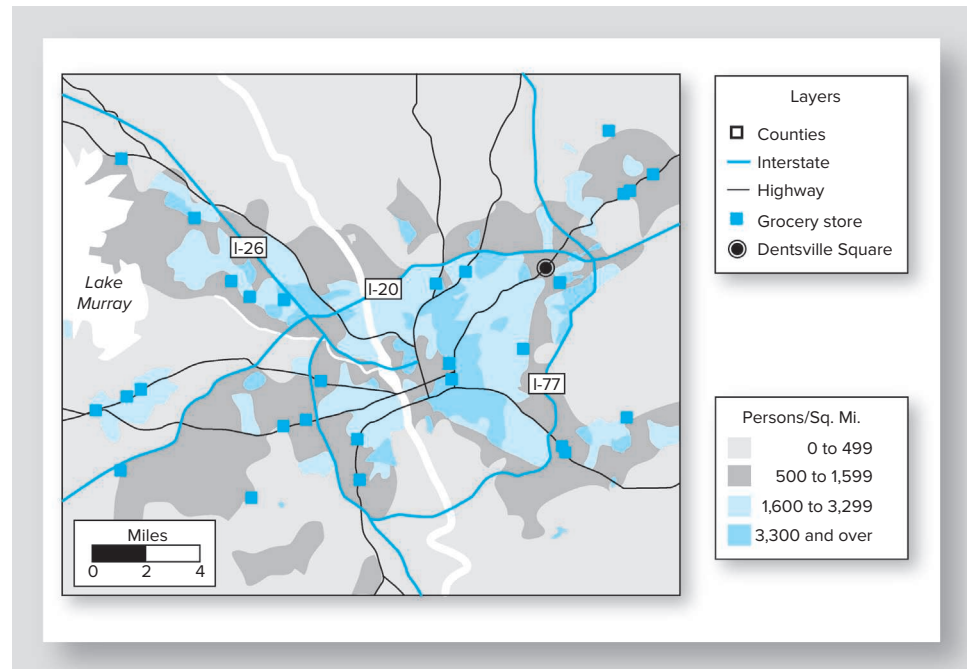 Lake
Murray
I-26
I-20
I-77
Miles
0 2 4
Layers
Counties
Interstate
Highway
Grocery store
Dentsville Square
Persons/Sq. Mi.
0 to 499
500 to 1,599
1,600 to 3,299
3,300 and over